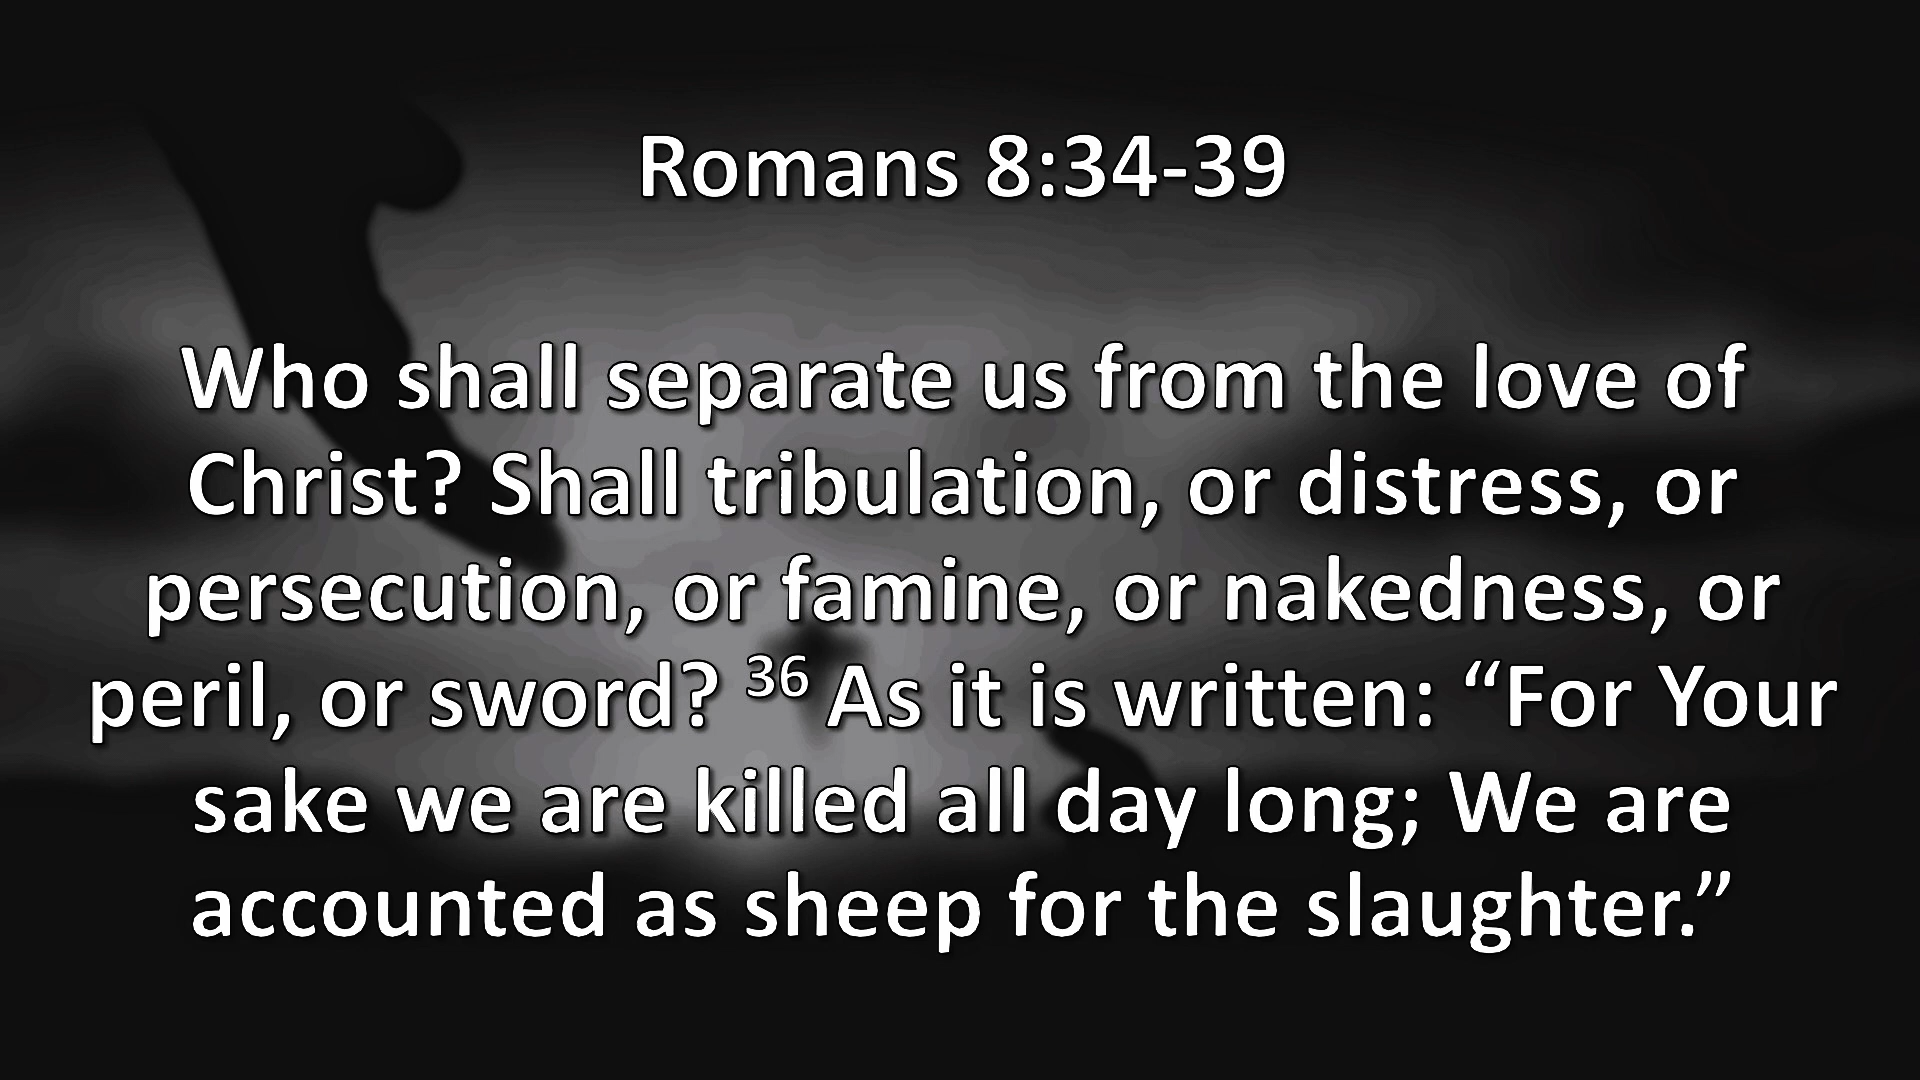 Romans 8:34-39
Who shall separate us from the love of
Christ? Shall tribulation, or distress, or
persecution, or famine, or nakedness, or
peril, or sword? 36 As it is written: “For Your
sake we are killed all day long; We are
accounted as sheep for the slaughter.”